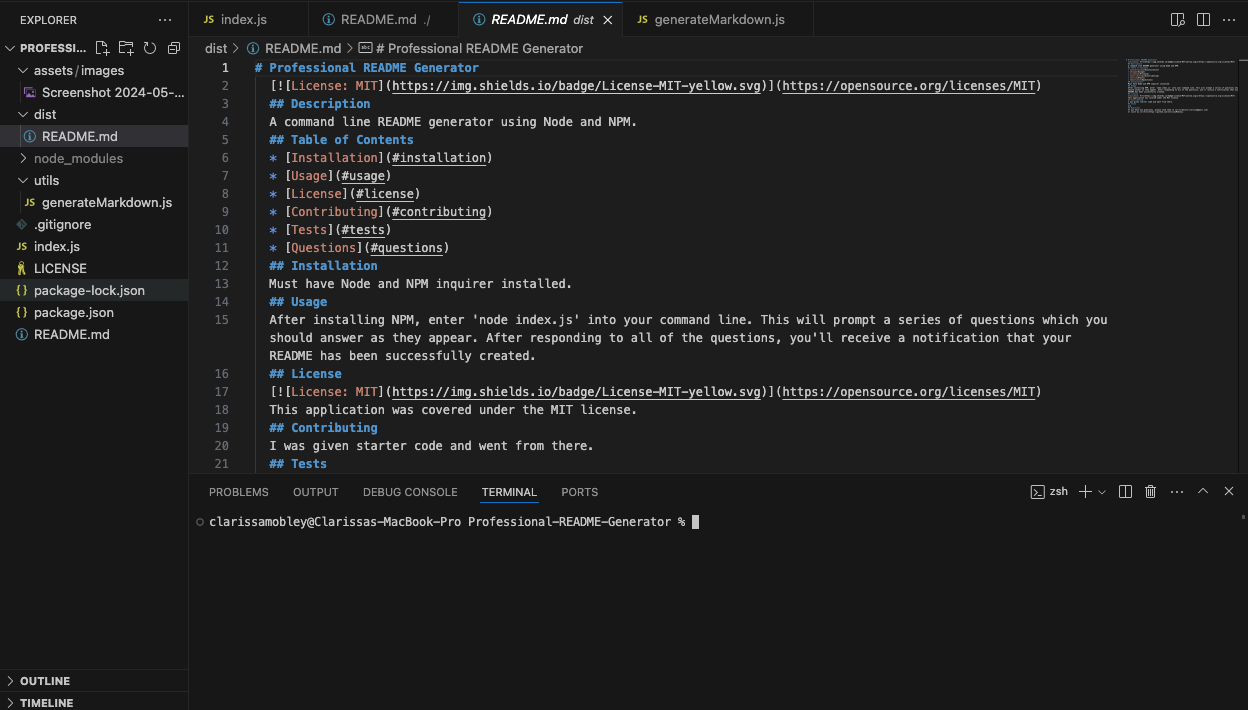 EXPLORER
PROFESSI...
assets/images
Screenshot 2024-05-...
dist
README.md
node_modules
utils
JS generateMarkdown.js
.gitignore
JS index.js
LICENSE
{} package-lock.json
{} package.json
README.md
OUTLINE
TIMELINE
JS index.js
README.md ./
README.md dist
JS generateMarkdown.js
dist > README.md > # Professional README Generator
1 # Professional README Generator
2 [![License: MIT](https://img.shields.io/badge/License-MIT-yellow.svg)](https://opensource.org/licenses/MIT)
3 ## Description
4 A command line README generator using Node and NPM.
5 ## Table of Contents
6 * [Installation](#installation)
7 * [Usage](#usage)
8 * [License](#license)
9 * [Contributing](#contributing)
10 * [Tests](#tests)
11 * [Questions](#questions)
12 ## Installation
13 Must have Node and NPM inquirer installed.
14 ## Usage
15 After installing NPM, enter 'node index.js' into your command line. This will prompt a series of questions which you
should answer as they appear. After responding to all of the questions, you'll receive a notification that your
README has been successfully created.
16 ## License
17 [![License: MIT](https://img.shields.io/badge/License-MIT-yellow.svg)](https://opensource.org/licenses/MIT)
18 This application was covered under the MIT license.
19 ## Contributing
20 I was given starter code and went from there.
21 ## Tests
PROBLEMS OUTPUT DEBUG CONSOLE TERMINAL PORTS
zsh
clarissamobley@Clarissas-MacBook-Pro Professional-README-Generator %